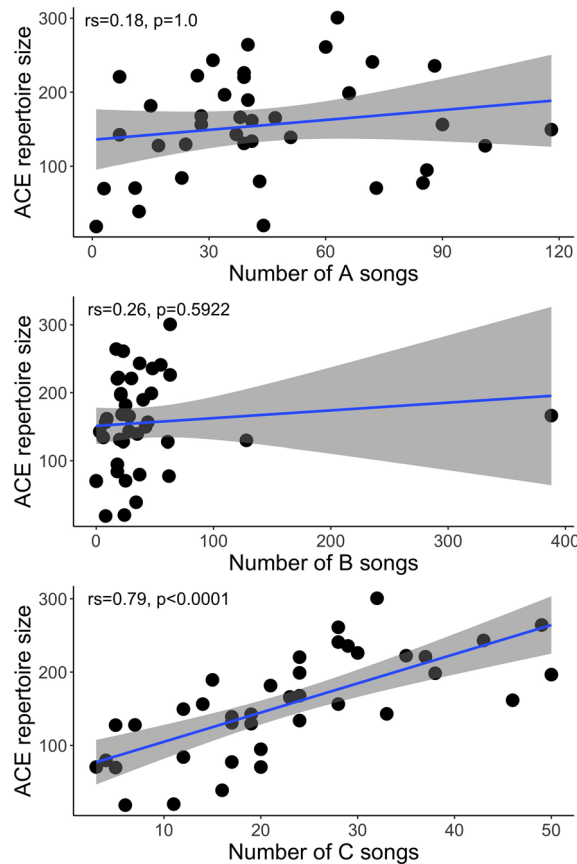 rs=0.18, p=1.0
ACE repertoire size
300
200
100
0 30 60 90 120
Number of A songs
rs=0.26, p=0.5922
ACE repertoire size
300
200
100
0 100 200 300 400
Number of B songs
rs=0.79, p<0.0001
ACE repertoire size
300
200
100
10 20 30 40 50
Number of C songs